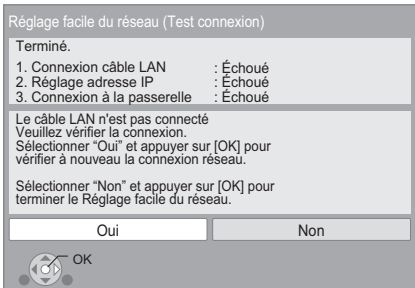 Réglage facile du réseau (Test connexion)
Terminé.
1. Connexion câble LAN : Échoué
2. Réglage adresse IP : Échoué
3. Connexion à la passerelle : Échoué
Le câble LAN n'est pas connecté
Veuillez vérifier la connexion.
Sélectionner “Oui” et appuyer sur [OK] pour
vérifier à nouveau la connexion réseau.
Sélectionner “Non” et appuyer sur [OK] pour
terminer le Réglage facile du réseau.
Oui Non
OK